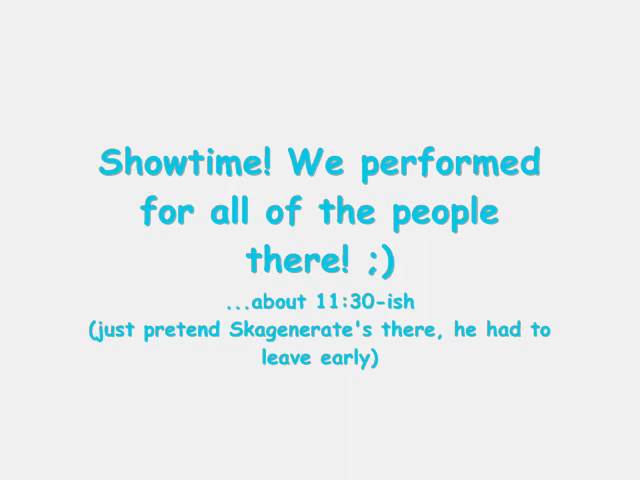 Showtime! We performed
for all of the people
there! ;)
...about 11:30-ish
(just pretend Skagenerate's there, he had to
leave early)